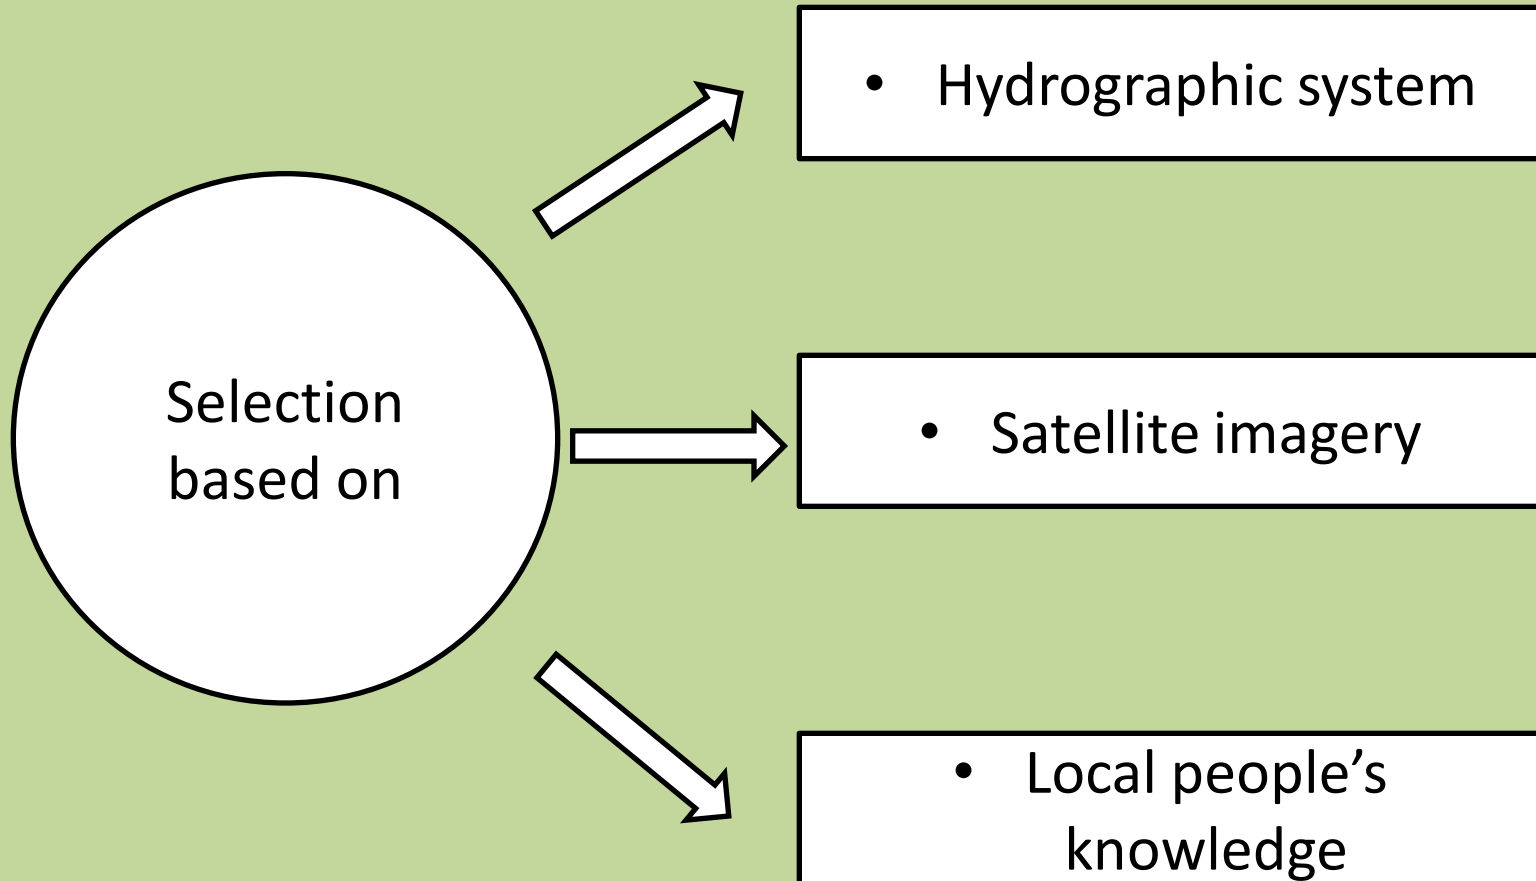 Selection
based on
• Hydrographic system
• Satellite imagery
• Local people’s
knowledge